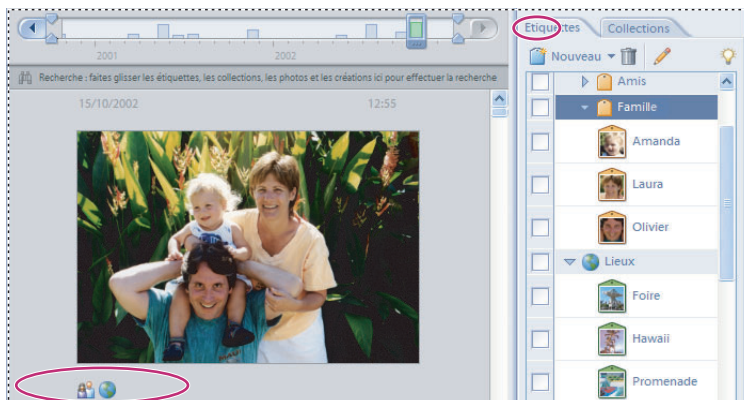 Etiquettes Collections
2001 2002
Nouveau
Recherche : faites glisser les étiquettes, les collections, les photos et les créations ici pour effectuer la recherche
Amis
15/10/2002 12:55
Famille
Amanda
Laura
Olivier
Lieux
Foire
Hawaii
Promenade